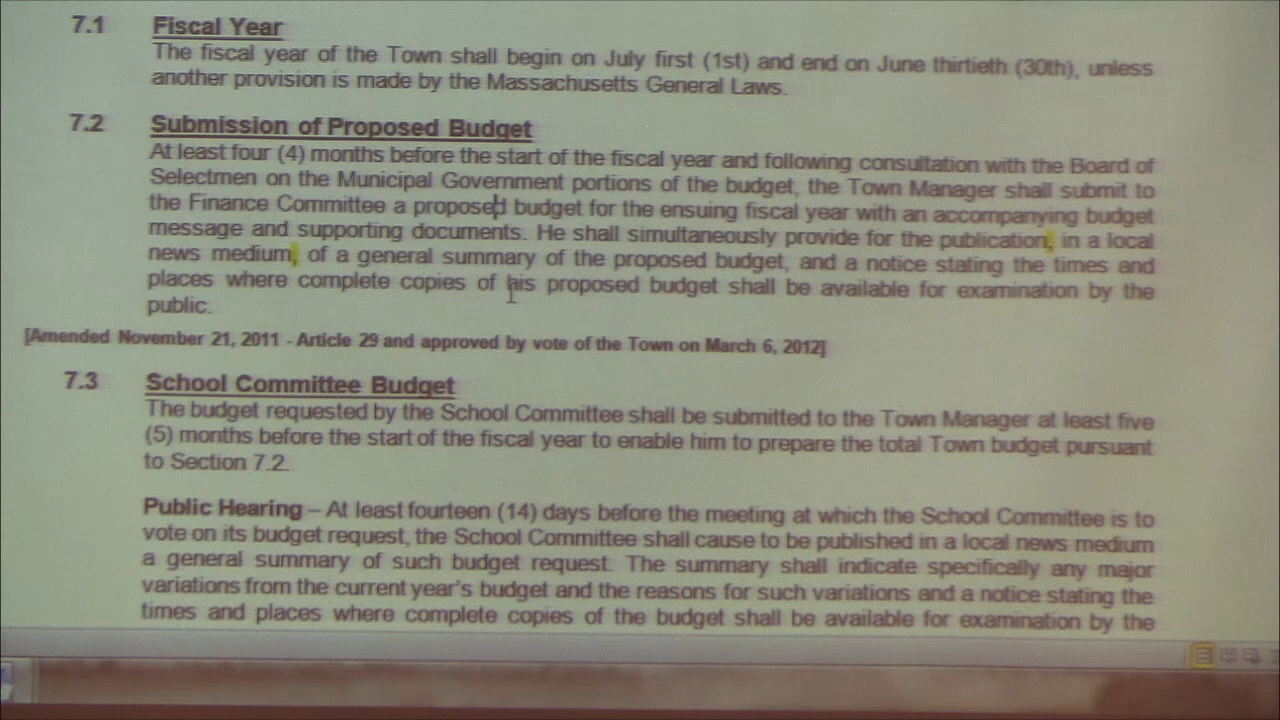 7.1 Fiscal Year
The fiscal year of the Town shall begin on July first (1st) and end on June thirtieth (30th), unless
another provision is made by the Massachusetts General Laws.
7.2 Submission of Proposed Budget
At least four (4) months before the start of the fiscal year and following consultation with the Board of
Selectmen on the Municipal Government portions of the budget, the Town Manager shall submit to
the Finance Committee a proposed budget for the ensuing fiscal year with an accompanying budget
message and supporting documents. He shall simultaneously provide for the publication, in a local
news medium, of a general summary of the proposed budget, and a notice stating the times and
places where complete copies of his proposed budget shall be available for examination by the
public.
[Amended November 21, 2011 - Article 29 and approved by vote of the Town on March 6, 2012]
7.3 School Committee Budget
The budget requested by the School Committee shall be submitted to the Town Manager at least five
(5) months before the start of the fiscal year to enable him to prepare the total Town budget pursuant
to Section 7.2.
Public Hearing – At least fourteen (14) days before the meeting at which the School Committee is to
vote on its budget request, the School Committee shall cause to be published in a local news medium
a general summary of such budget request. The summary shall indicate specifically any major
variations from the current year's budget and the reasons for such variations and a notice stating the
times and places where complete copies of the budget shall be available for examination by the